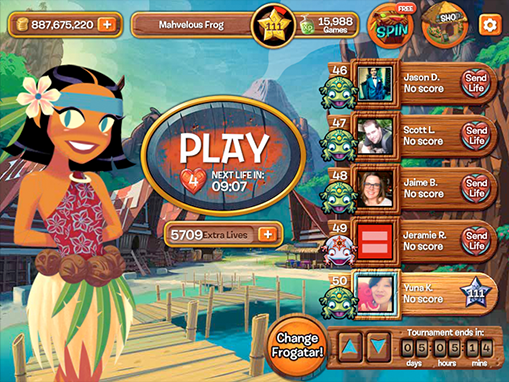 887,675,220 +
Mahvelous Frog
111
15,988
FREE
SPIN
SHOP
PLAY
4
NEXT LIFE IN:
09:07
5709 Extra Lives +
46
Jason D.
No score
Send
Life
47
Scott L.
No score
Send
Life
48
Jaime B.
No score
Send
Life
49
Jeramie R.
No score
Send
Life
50
Yuna K.
No score
111
Change
Frogatar!
Tournament ends in:
05:05:14
days hours mins